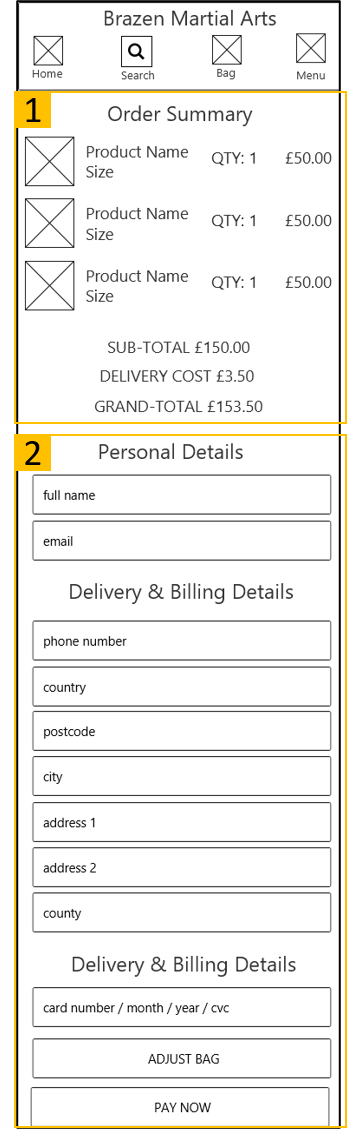 Brazen Martial Arts
Home
Search
Bag
Menu
1
Order Summary
Product Name QTY: 1 £50.00
Size
Product Name QTY: 1 £50.00
Size
Product Name QTY: 1 £50.00
Size
SUB-TOTAL £150.00
DELIVERY COST £3.50
GRAND-TOTAL £153.50
2
Personal Details
full name
email
Delivery & Billing Details
phone number
country
postcode
city
address 1
address 2
county
Delivery & Billing Details
card number / month / year / cvc
ADJUST BAG
PAY NOW